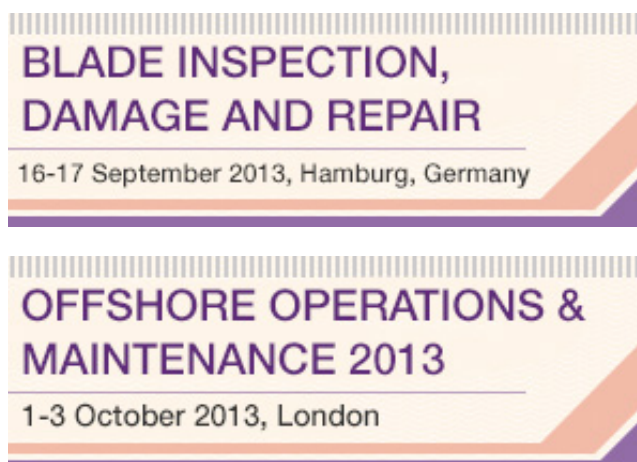 BLADE INSPECTION,
DAMAGE AND REPAIR
16-17 September 2013, Hamburg, Germany
OFFSHORE OPERATIONS &
MAINTENANCE 2013
1-3 October 2013, London